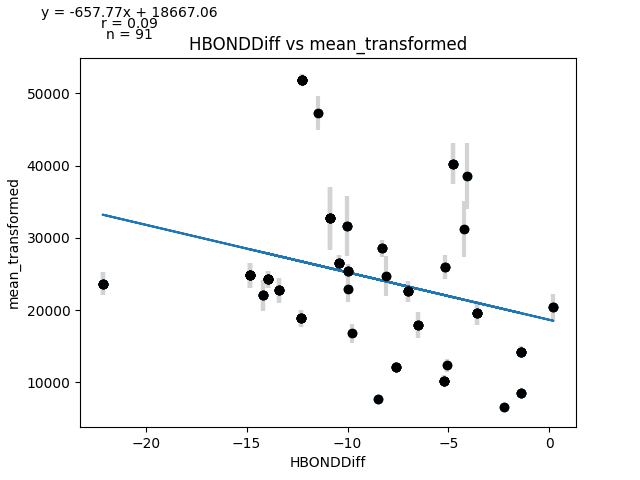 y = -657.77x + 18667.06
r = 0.09
n = 91
HBONDDiff vs mean_transformed
50000
40000
30000
20000
10000
mean_transformed
−20
−15
−10
−5
0
HBONDDiff